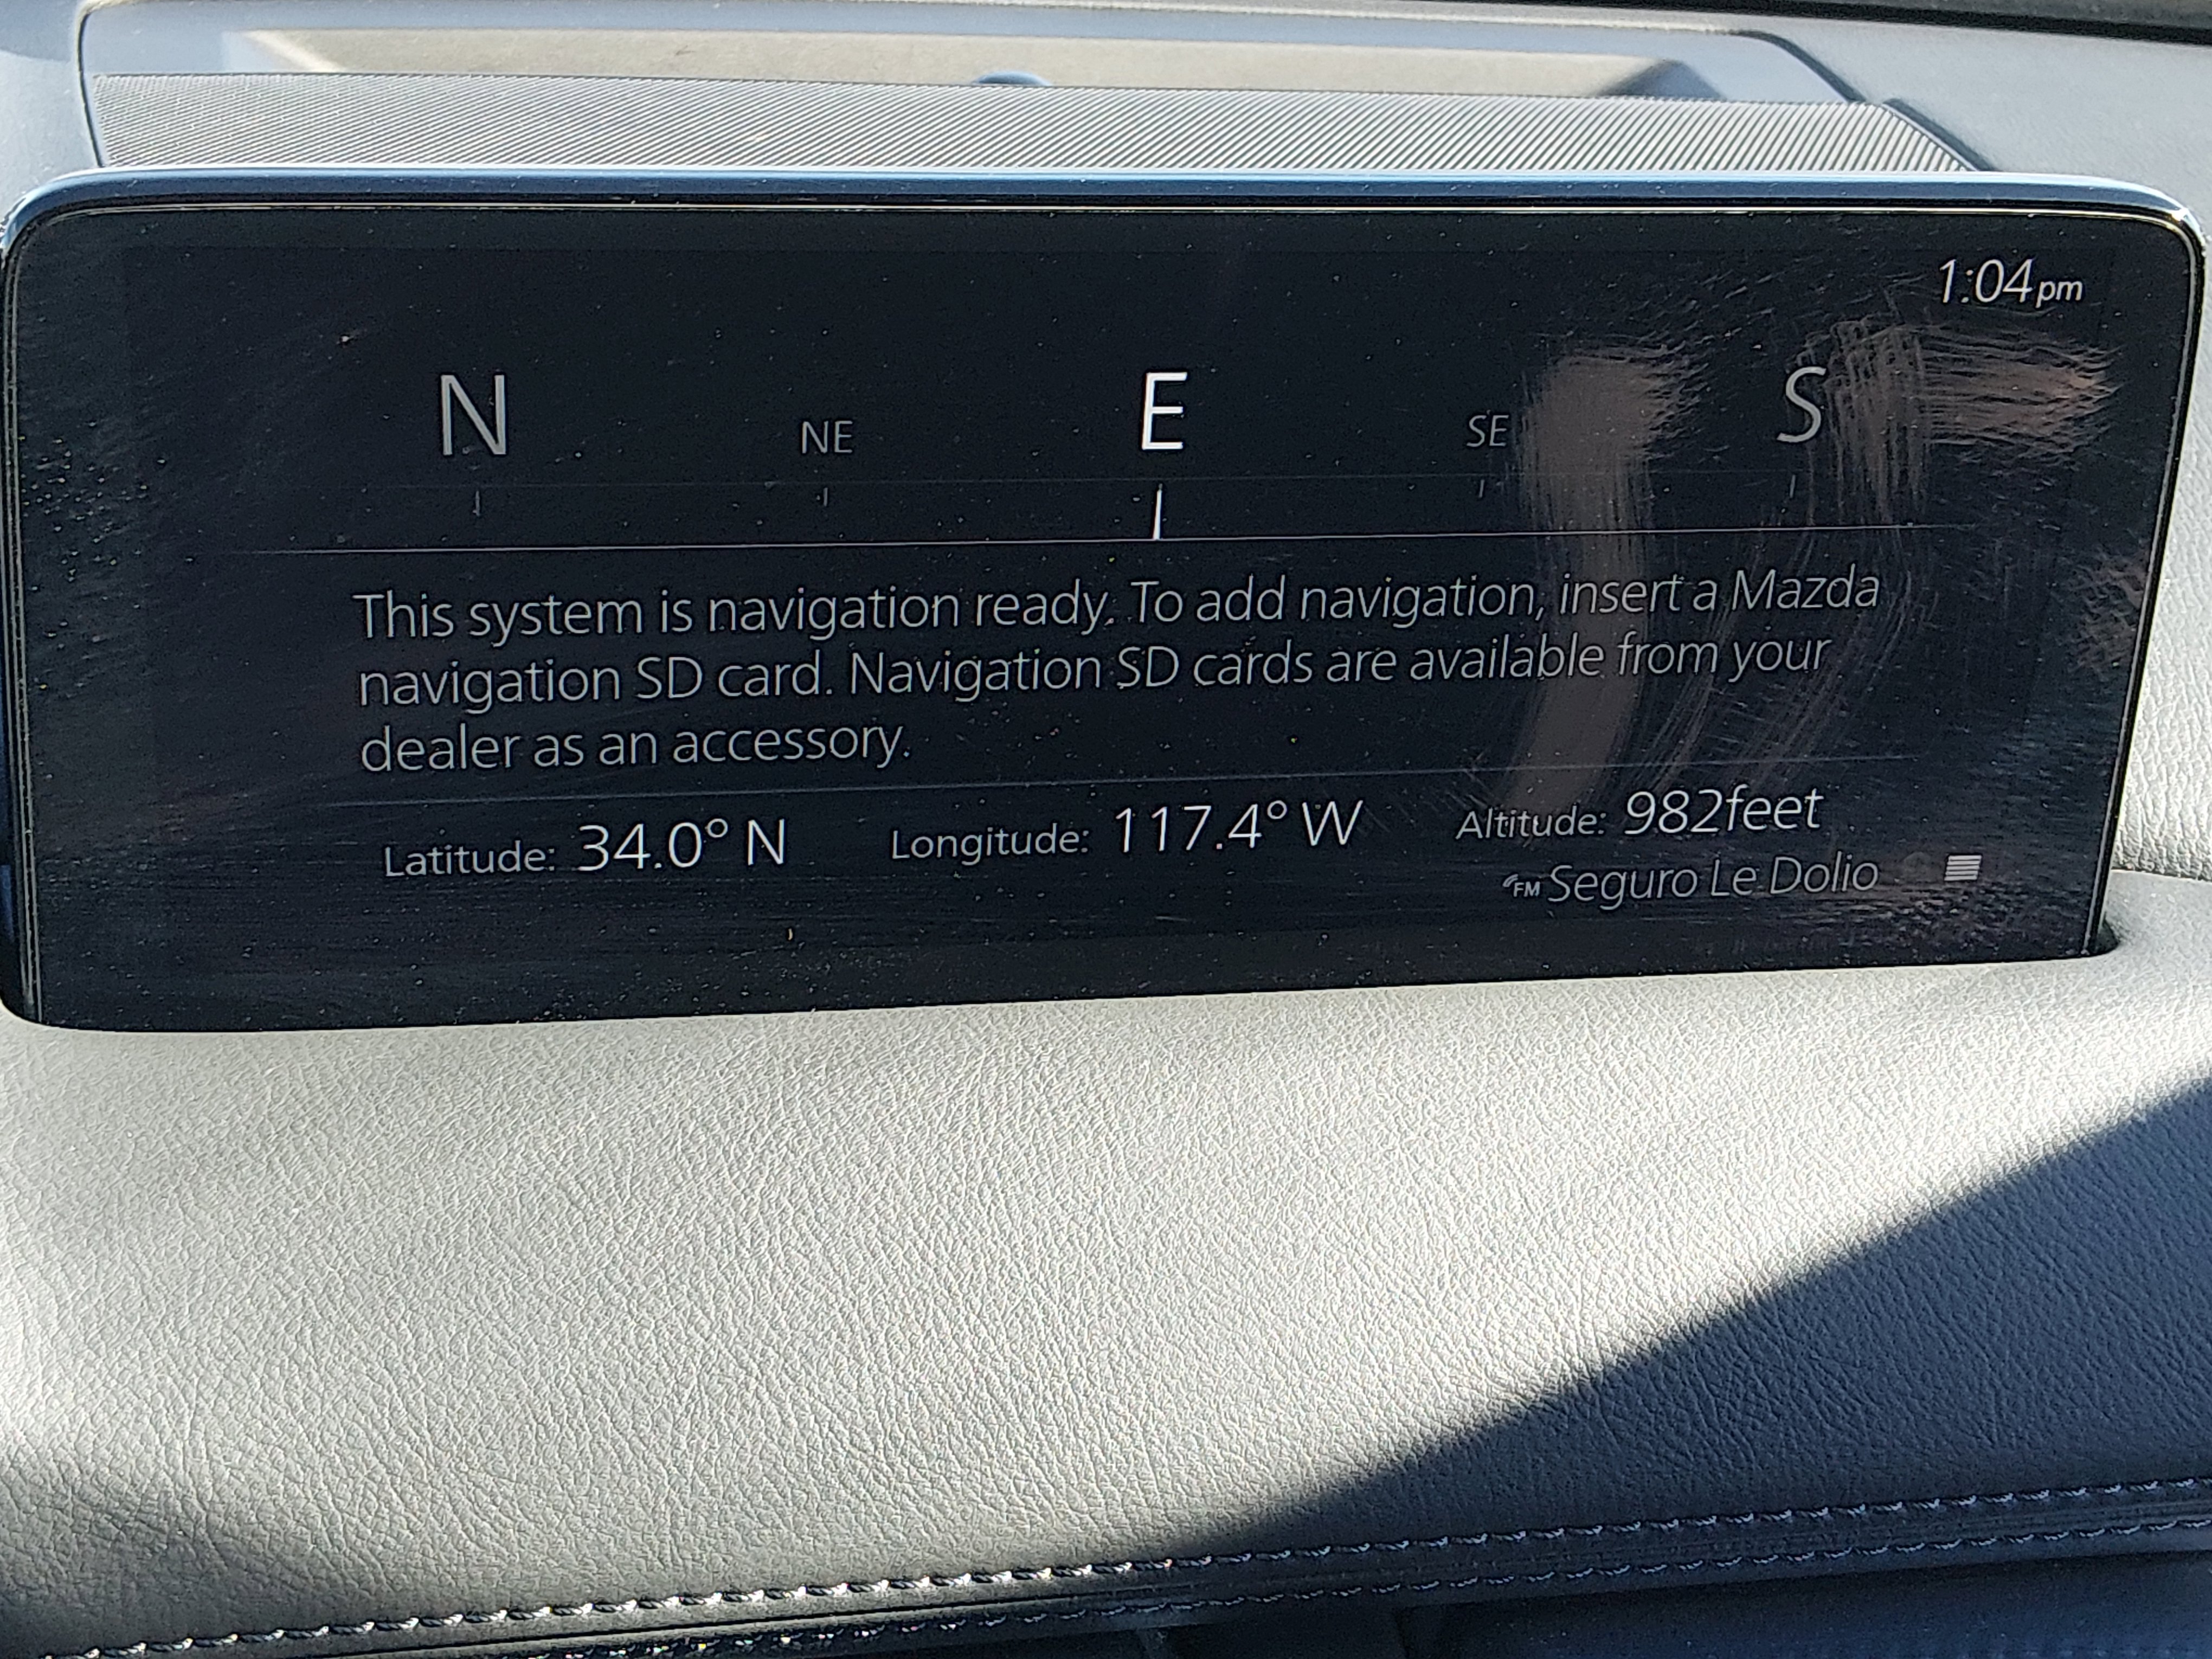 1:04pm
N NE E SE S
This system is navigation ready. To add navigation, insert a Mazda
navigation SD card. Navigation SD cards are available from your
dealer as an accessory.
Latitude: 34.0° N Longitude: 117.4° W Altitude: 982feet
FM Seguro Le Dolio